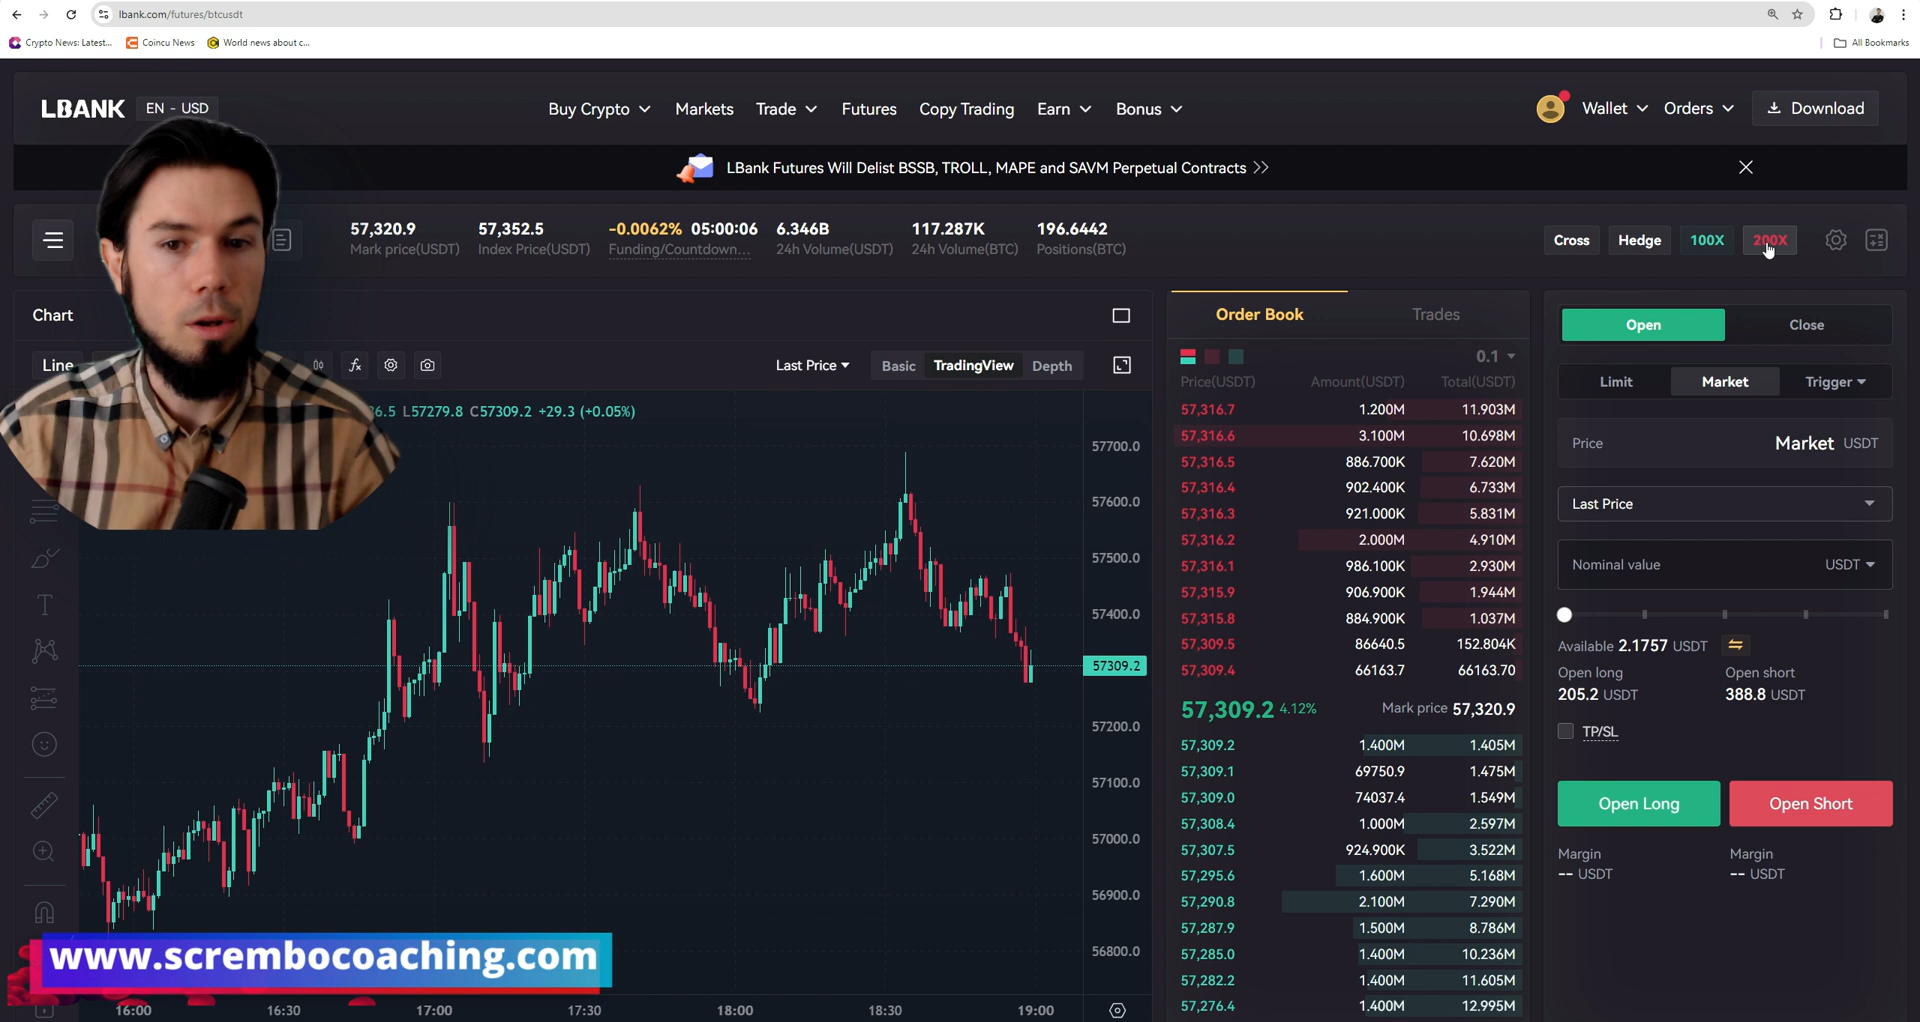 lbank.com/futures/btcusdt
Crypto News: Latest...
Coincu News
World news about c...
All Bookmarks
LBANK
EN - USD
Buy Crypto
Markets
Trade
Futures
Copy Trading
Earn
Bonus
Wallet
Orders
Download
LBank Futures Will Delist BSSB, TROLL, MAPE and SAVM Perpetual Contracts >>
57,320.9
Mark price(USDT)
57,352.5
Index Price(USDT)
-0.0062% 05:00:06
Funding/Countdown...
6.346B
24h Volume(USDT)
117.287K
24h Volume(BTC)
196.6442
Positions(BTC)
Cross
Hedge
100X
200X
Chart
Line
Last Price
Basic
TradingView
Depth
L57279.8 C57309.2 +29.3 (+0.05%)
57700.0
57600.0
57500.0
57400.0
57309.2
57200.0
57100.0
57000.0
56900.0
56800.0
16:00
16:30
17:00
17:30
18:00
18:30
19:00
www.scrembocoaching.com
Order Book
Trades
0.1
Price(USDT) Amount(USDT) Total(USDT)
57,316.7 1.200M 11.903M
57,316.6 3.100M 10.698M
57,316.5 886.700K 7.620M
57,316.4 902.400K 6.733M
57,316.3 921.000K 5.831M
57,316.2 2.000M 4.910M
57,316.1 986.100K 2.930M
57,315.9 906.900K 1.944M
57,315.8 884.900K 1.037M
57,309.5 86640.5 152.804K
57,309.4 66163.7 66163.70
57,309.2 4.12% Mark price 57,320.9
57,309.2 1.400M 1.405M
57,309.1 69750.9 1.475M
57,309.0 74037.4 1.549M
57,308.4 1.000M 2.597M
57,307.5 924.900K 3.522M
57,295.6 1.600M 5.168M
57,290.8 2.100M 7.290M
57,287.9 1.500M 8.786M
57,285.0 1.400M 10.236M
57,282.2 1.400M 11.605M
57,276.4 1.400M 12.995M
Open
Close
Limit
Market
Trigger
Price Market USDT
Last Price
Nominal value USDT
Available 2.1757 USDT
Open long Open short
205.2 USDT 388.8 USDT
TP/SL
Open Long
Open Short
Margin Margin
-- USDT -- USDT